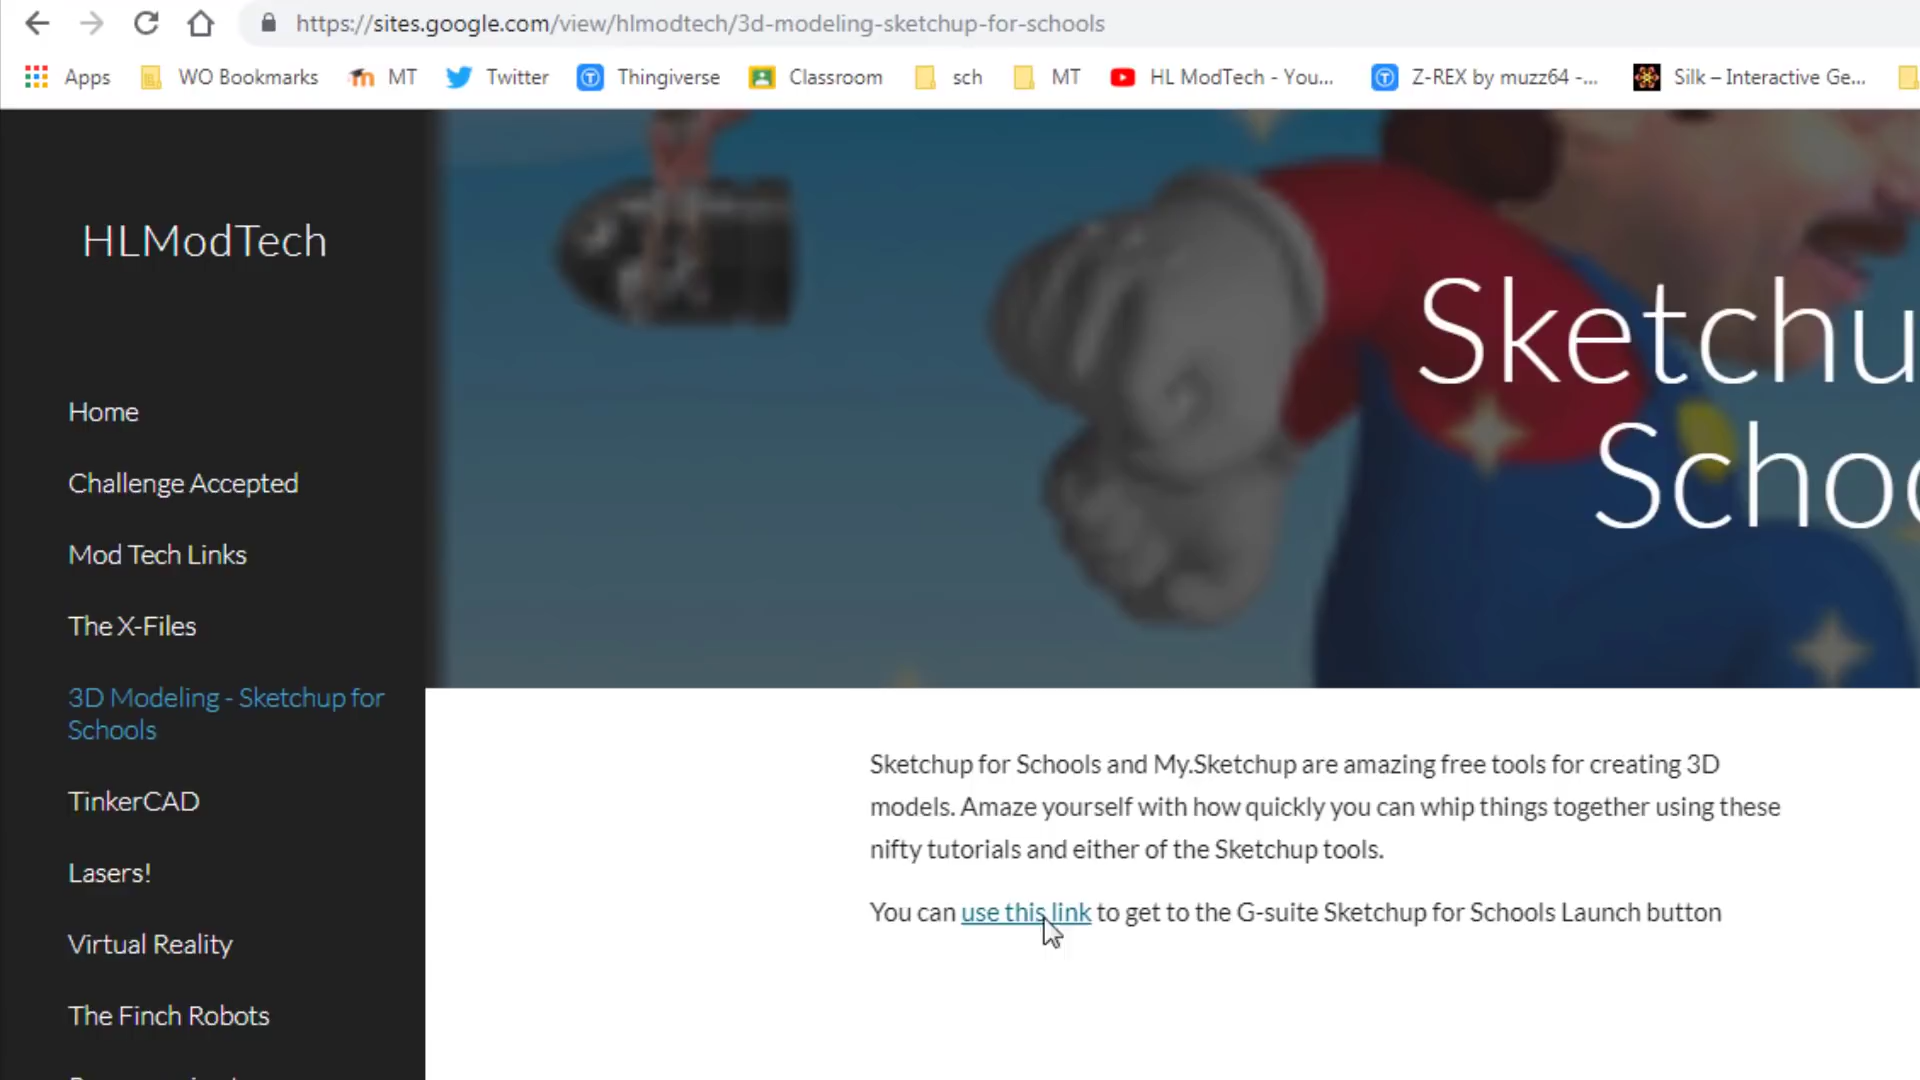 https://sites.google.com/view/hlmodtech/3d-modeling-sketchup-for-schools
Apps WO Bookmarks MT Twitter Thingiverse Classroom sch MT HL ModTech - You... Z-REX by muzz64 -... Silk – Interactive Ge...
HLModTech
Sketchu
Schoo
Home
Challenge Accepted
Mod Tech Links
The X-Files
3D Modeling - Sketchup for
Schools
TinkerCAD
Lasers!
Virtual Reality
The Finch Robots
Sketchup for Schools and My.Sketchup are amazing free tools for creating 3D
models. Amaze yourself with how quickly you can whip things together using these
nifty tutorials and either of the Sketchup tools.
You can use this link to get to the G-suite Sketchup for Schools Launch button